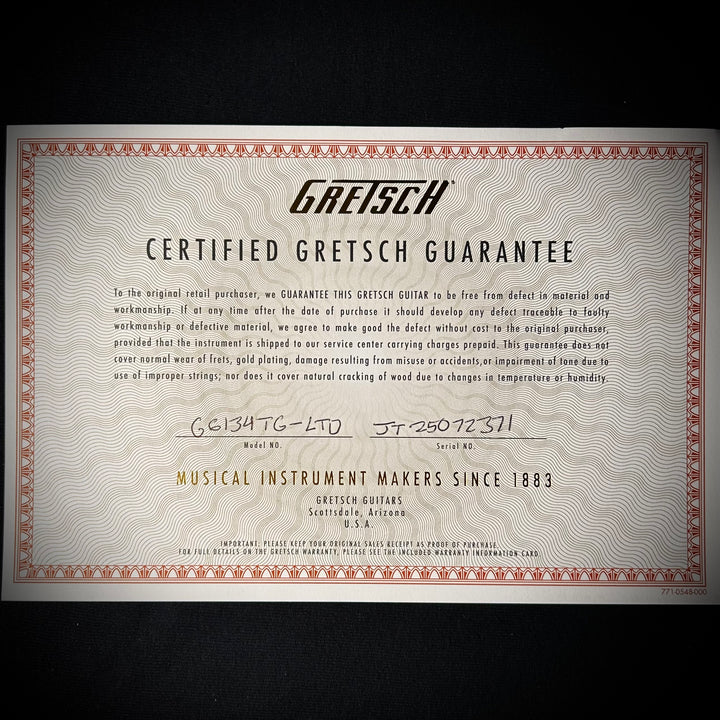 GRETSCH®
CERTIFIED GRETSCH GUARANTEE
To the original retail purchaser, we GUARANTEE THIS GRETSCH GUITAR to be free from defect in material and
workmanship. If at any time after the date of purchase it should develop any defect traceable to faulty
workmanship or defective material, we agree to make good the defect without cost to the original purchaser,
provided that the instrument is shipped to our service center carrying charges prepaid. This guarantee does not
cover normal wear of frets, gold plating, damage resulting from misuse or accidents,or impairment of tone due to
use of improper strings; nor does it cover natural cracking of wood due to changes in temperature or humidity.
G6134TG-LTD JT25072371
Model NO. Serial NO.
MUSICAL INSTRUMENT MAKERS SINCE 1883
GRETSCH GUITARS
Scottsdale, Arizona
U.S.A.
IMPORTANT: PLEASE KEEP YOUR ORIGINAL SALES RECEIPT AS PROOF OF PURCHASE.
FOR FULL DETAILS ON THE GRETSCH WARRANTY, PLEASE SEE THE INCLUDED WARRANTY INFORMATION CARD.
771-0548-000